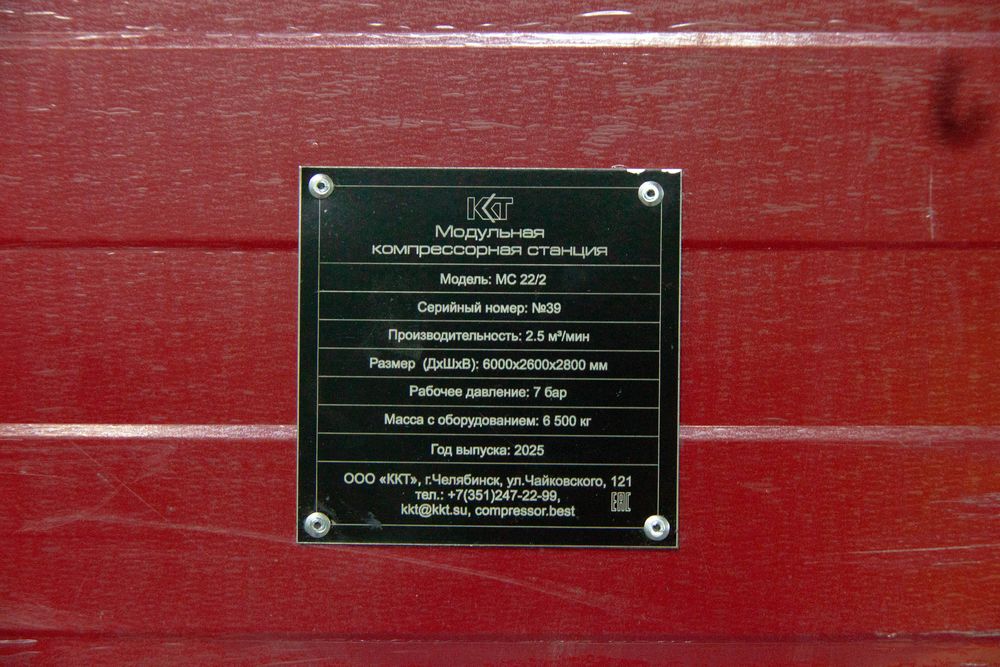 ККТ
Модульная
компрессорная станция
Модель: МС 22/2
Серийный номер: №39
Производительность: 2.5 м³/мин
Размер (ДхШхВ): 6000х2600х2800 мм
Рабочее давление: 7 бар
Масса с оборудованием: 6 500 кг
Год выпуска: 2025
ООО «ККТ», г.Челябинск, ул.Чайковского, 121
тел.: +7(351)247-22-99,
kkt@kkt.su, compressor.best
EAC